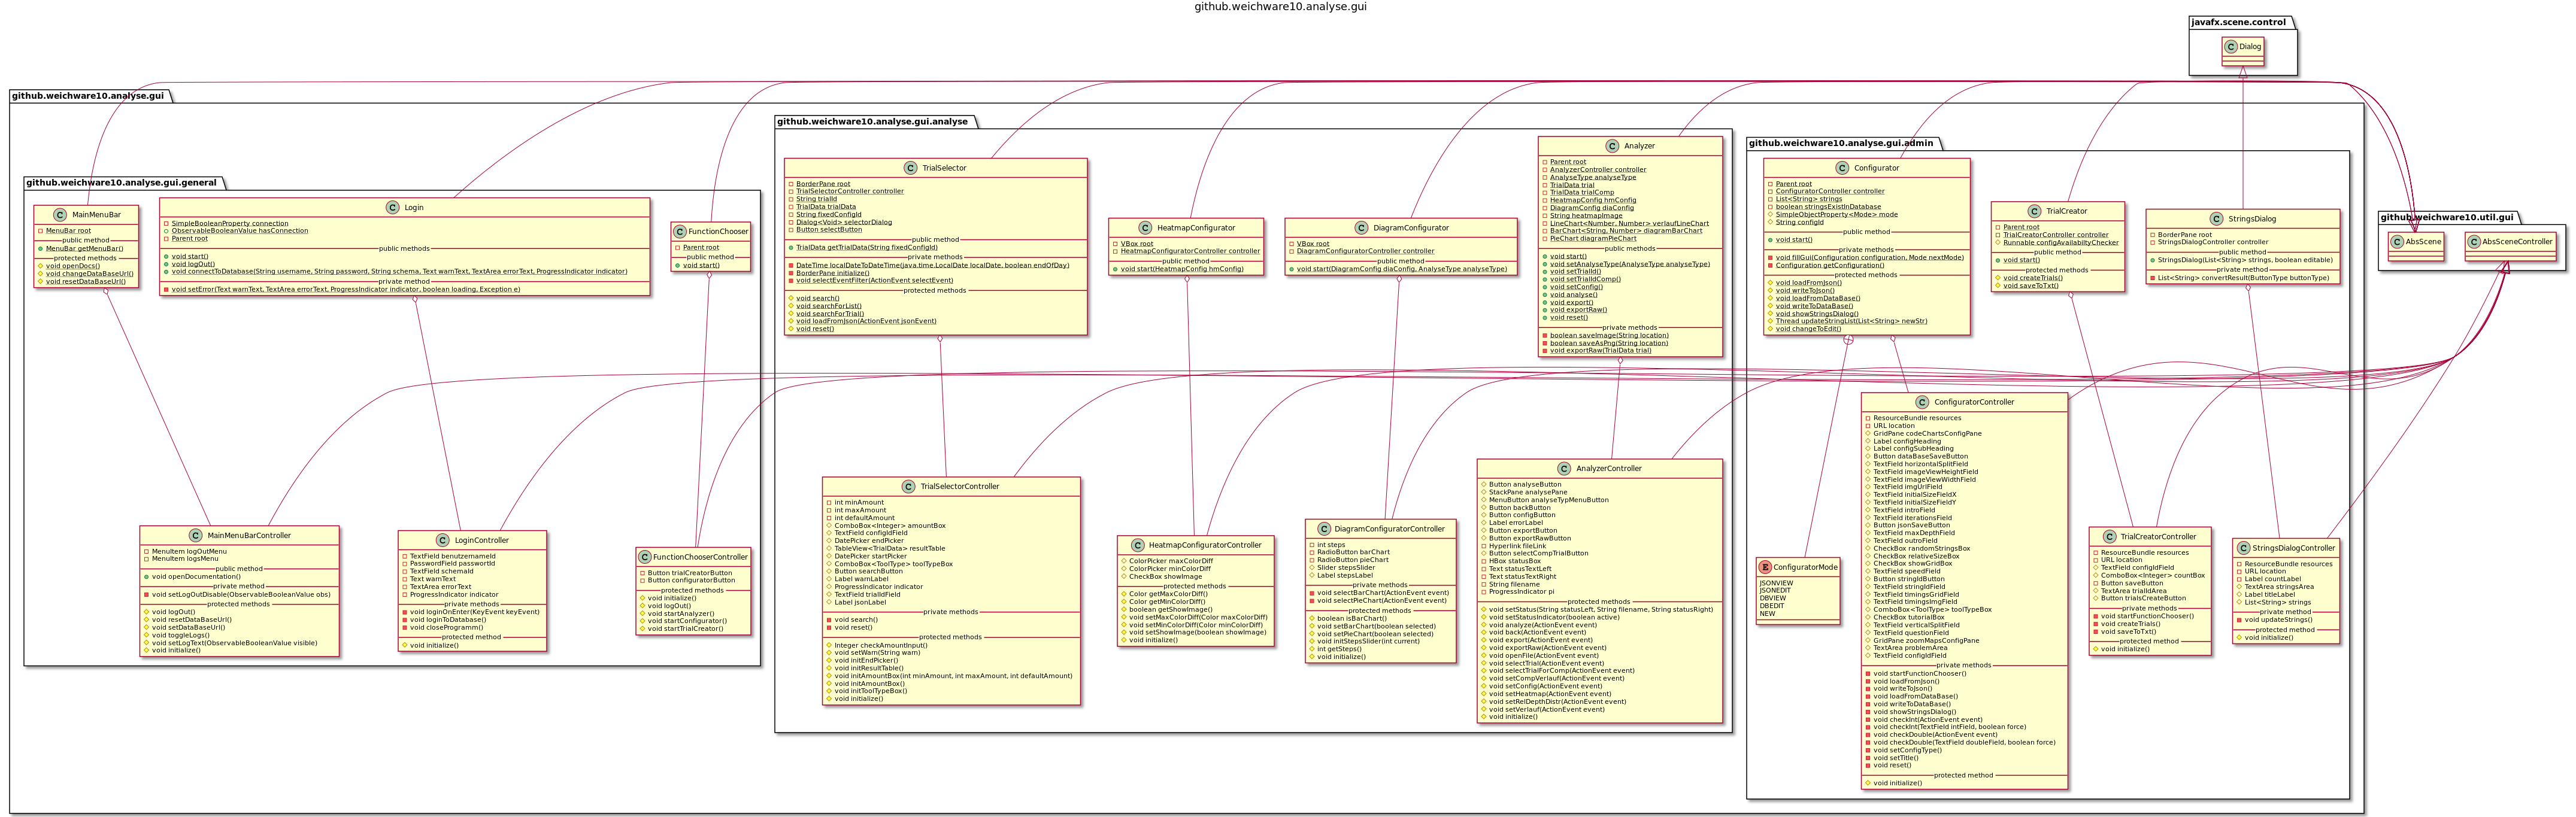 github.weichware10.analyse.gui
javafx.scene.control
Dialog
github.weichware10.analyse.gui
github.weichware10.analyse.gui.general
MainMenuBar
MenuBar root
public method
MenuBar getMenuBar()
protected methods
void openDocs()
void changeDataBaseUrl()
void resetDataBaseUrl()
Login
SimpleBooleanProperty connection
ObservableBooleanValue hasConnection
Parent root
public methods
void start()
void logOut()
void connectToDatabase(String username, String password, String schema, Text warnText, TextArea errorText, ProgressIndicator indicator)
private method
void setError(Text warnText, TextArea errorText, ProgressIndicator indicator, boolean loading, Exception e)
FunctionChooser
Parent root
public method
void start()
MainMenuBarController
MenuItem logOutMenu
MenuItem logsMenu
public method
void openDocumentation()
private method
void setLogOutDisable(ObservableBooleanValue obs)
protected methods
void logOut()
void resetDataBaseUrl()
void setDataBaseUrl()
void toggleLogs()
void setLogText(ObservableBooleanValue visible)
void initialize()
LoginController
TextField benutzernameId
PasswordField passwortId
TextField schemaId
Text warnText
TextArea errorText
ProgressIndicator indicator
private methods
void loginOnEnter(KeyEvent keyEvent)
void loginToDatabase()
void closeProgramm()
protected method
void initialize()
FunctionChooserController
Button trialCreatorButton
Button configuratorButton
protected methods
void initialize()
void logOut()
void startAnalyzer()
void startConfigurator()
void startTrialCreator()
github.weichware10.analyse.gui.analyse
TrialSelector
BorderPane root
TrialSelectorController controller
String trialId
TrialData trialData
String fixedConfigId
Dialog<Void> selectorDialog
Button selectButton
public method
TrialData getTrialData(String fixedConfigId)
private methods
DateTime localDateToDateTime(java.time.LocalDate localDate, boolean endOfDay)
BorderPane initialize()
void selectEventFilter(ActionEvent selectEvent)
protected methods
void search()
void searchForList()
void searchForTrial()
void loadFromJson(ActionEvent jsonEvent)
void reset()
HeatmapConfigurator
VBox root
HeatmapConfiguratorController controller
public method
void start(HeatmapConfig hmConfig)
DiagramConfigurator
VBox root
DiagramConfiguratorController controller
public method
void start(DiagramConfig diaConfig, AnalyseType analyseType)
Analyzer
Parent root
AnalyzerController controller
AnalyseType analyseType
TrialData trial
TrialData trialComp
HeatmapConfig hmConfig
DiagramConfig diaConfig
String heatmapImage
LineChart<Number, Number> verlaufLineChart
BarChart<String, Number> diagramBarChart
PieChart diagramPieChart
public methods
void start()
void setAnalyseType(AnalyseType analyseType)
void setTrialId()
void setTrialIdComp()
void setConfig()
void analyse()
void export()
void exportRaw()
void reset()
private methods
boolean saveImage(String location)
boolean saveAsPng(String location)
void exportRaw(TrialData trial)
TrialSelectorController
int minAmount
int maxAmount
int defaultAmount
ComboBox<Integer> amountBox
TextField configIdField
DatePicker endPicker
TableView<TrialData> resultTable
DatePicker startPicker
ComboBox<ToolType> toolTypeBox
Button searchButton
Label warnLabel
ProgressIndicator indicator
TextField trialIdField
Label jsonLabel
private methods
void search()
void reset()
protected methods
Integer checkAmountInput()
void setWarn(String warn)
void initEndPicker()
void initResultTable()
void initAmountBox(int minAmount, int maxAmount, int defaultAmount)
void initAmountBox()
void initToolTypeBox()
void initialize()
HeatmapConfiguratorController
ColorPicker maxColorDiff
ColorPicker minColorDiff
CheckBox showImage
protected methods
Color getMaxColorDiff()
Color getMinColorDiff()
boolean getShowImage()
void setMaxColorDiff(Color maxColorDiff)
void setMinColorDiff(Color minColorDiff)
void setShowImage(boolean showImage)
void initialize()
DiagramConfiguratorController
int steps
RadioButton barChart
RadioButton pieChart
Slider stepsSlider
Label stepsLabel
private methods
void selectBarChart(ActionEvent event)
void selectPieChart(ActionEvent event)
protected methods
boolean isBarChart()
void setBarChart(boolean selected)
void setPieChart(boolean selected)
void initStepsSlider(int current)
int getSteps()
void initialize()
AnalyzerController
Button analyseButton
StackPane analysePane
MenuButton analyseTypMenuButton
Button backButton
Button configButton
Label errorLabel
Button exportButton
Button exportRawButton
Hyperlink fileLink
Button selectCompTrialButton
HBox statusBox
Text statusTextLeft
Text statusTextRight
String filename
ProgressIndicator pi
protected methods
void setStatus(String statusLeft, String filename, String statusRight)
void setStatusIndicator(boolean active)
void analyze(ActionEvent event)
void back(ActionEvent event)
void export(ActionEvent event)
void exportRaw(ActionEvent event)
void openFile(ActionEvent event)
void selectTrial(ActionEvent event)
void selectTrialForComp(ActionEvent event)
void setCompVerlauf(ActionEvent event)
void setConfig(ActionEvent event)
void setHeatmap(ActionEvent event)
void setRelDepthDistr(ActionEvent event)
void setVerlauf(ActionEvent event)
void initialize()
github.weichware10.analyse.gui.admin
Configurator
Parent root
ConfiguratorController controller
List<String> strings
boolean stringsExistInDatabase
SimpleObjectProperty<Mode> mode
String configId
public method
void start()
private methods
void fillGui(Configuration configuration, Mode nextMode)
Configuration getConfiguration()
protected methods
void loadFromJson()
void writeToJson()
void loadFromDataBase()
void writeToDataBase()
void showStringsDialog()
Thread updateStringList(List<String> newStr)
void changeToEdit()
TrialCreator
Parent root
TrialCreatorController controller
Runnable configAvailabiltyChecker
public method
void start()
protected methods
void createTrials()
void saveToTxt()
StringsDialog
BorderPane root
StringsDialogController controller
public methods
StringsDialog(List<String> strings, boolean editable)
private method
List<String> convertResult(ButtonType buttonType)
ConfiguratorMode
JSONVIEW
JSONEDIT
DBVIEW
DBEDIT
NEW
ConfiguratorController
ResourceBundle resources
URL location
GridPane codeChartsConfigPane
Label configHeading
Label configSubHeading
Button dataBaseSaveButton
TextField horizontalSplitField
TextField imageViewHeightField
TextField imageViewWidthField
TextField imgUrlField
TextField initialSizeFieldX
TextField initialSizeFieldY
TextField introField
TextField iterationsField
Button jsonSaveButton
TextField maxDepthField
TextField outroField
CheckBox randomStringsBox
CheckBox relativeSizeBox
CheckBox showGridBox
TextField speedField
Button stringIdButton
TextField stringIdField
TextField timingsGridField
TextField timingsImgField
ComboBox<ToolType> toolTypeBox
CheckBox tutorialBox
TextField verticalSplitField
TextField questionField
GridPane zoomMapsConfigPane
TextArea problemArea
TextField configIdField
private methods
void startFunctionChooser()
void loadFromJson()
void writeToJson()
void loadFromDataBase()
void writeToDataBase()
void showStringsDialog()
void checkInt(ActionEvent event)
void checkInt(TextField intField, boolean force)
void checkDouble(ActionEvent event)
void checkDouble(TextField doubleField, boolean force)
void setConfigType()
void setTitle()
void reset()
protected method
void initialize()
TrialCreatorController
ResourceBundle resources
URL location
TextField configIdField
ComboBox<Integer> countBox
Button saveButton
TextArea trialIdArea
Button trialsCreateButton
private methods
void startFunctionChooser()
void createTrials()
void saveToTxt()
protected method
void initialize()
StringsDialogController
ResourceBundle resources
URL location
Label countLabel
TextArea stringsArea
Label titleLabel
List<String> strings
private method
void updateStrings()
protected method
void initialize()
github.weichware10.util.gui
AbsScene
AbsSceneController